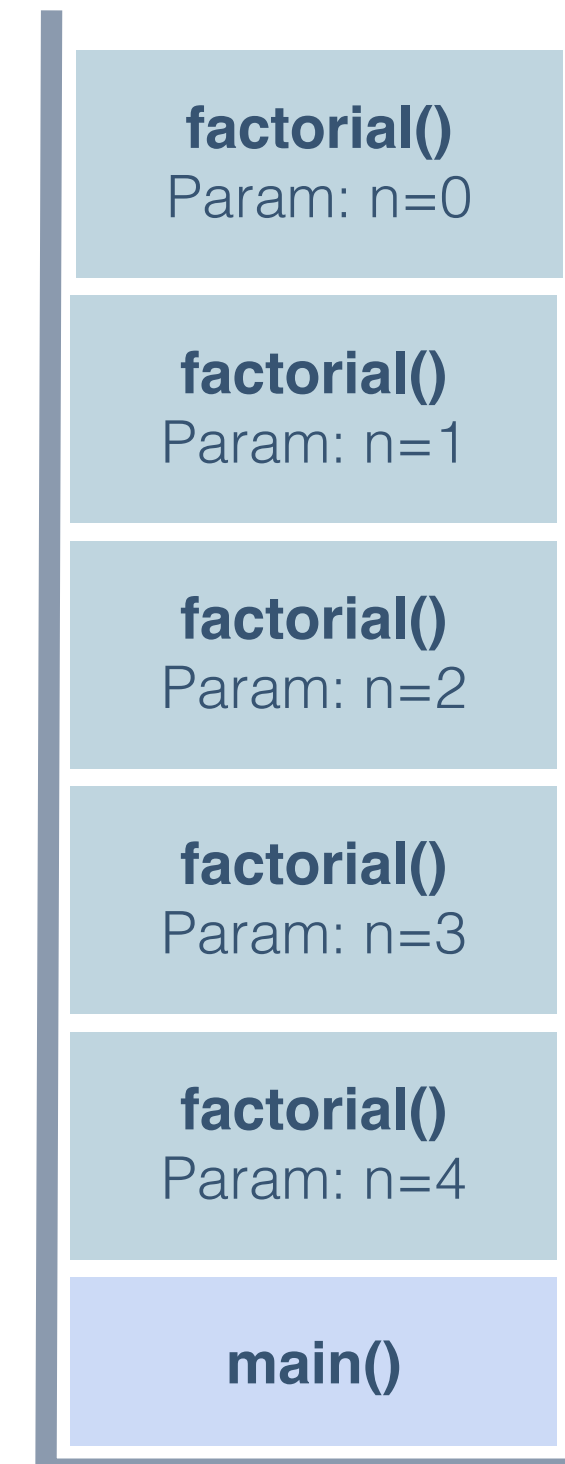 factorial()
Param: n=0
factorial()
Param: n=1
factorial()
Param: n=2
factorial()
Param: n=3
factorial()
Param: n=4
main()